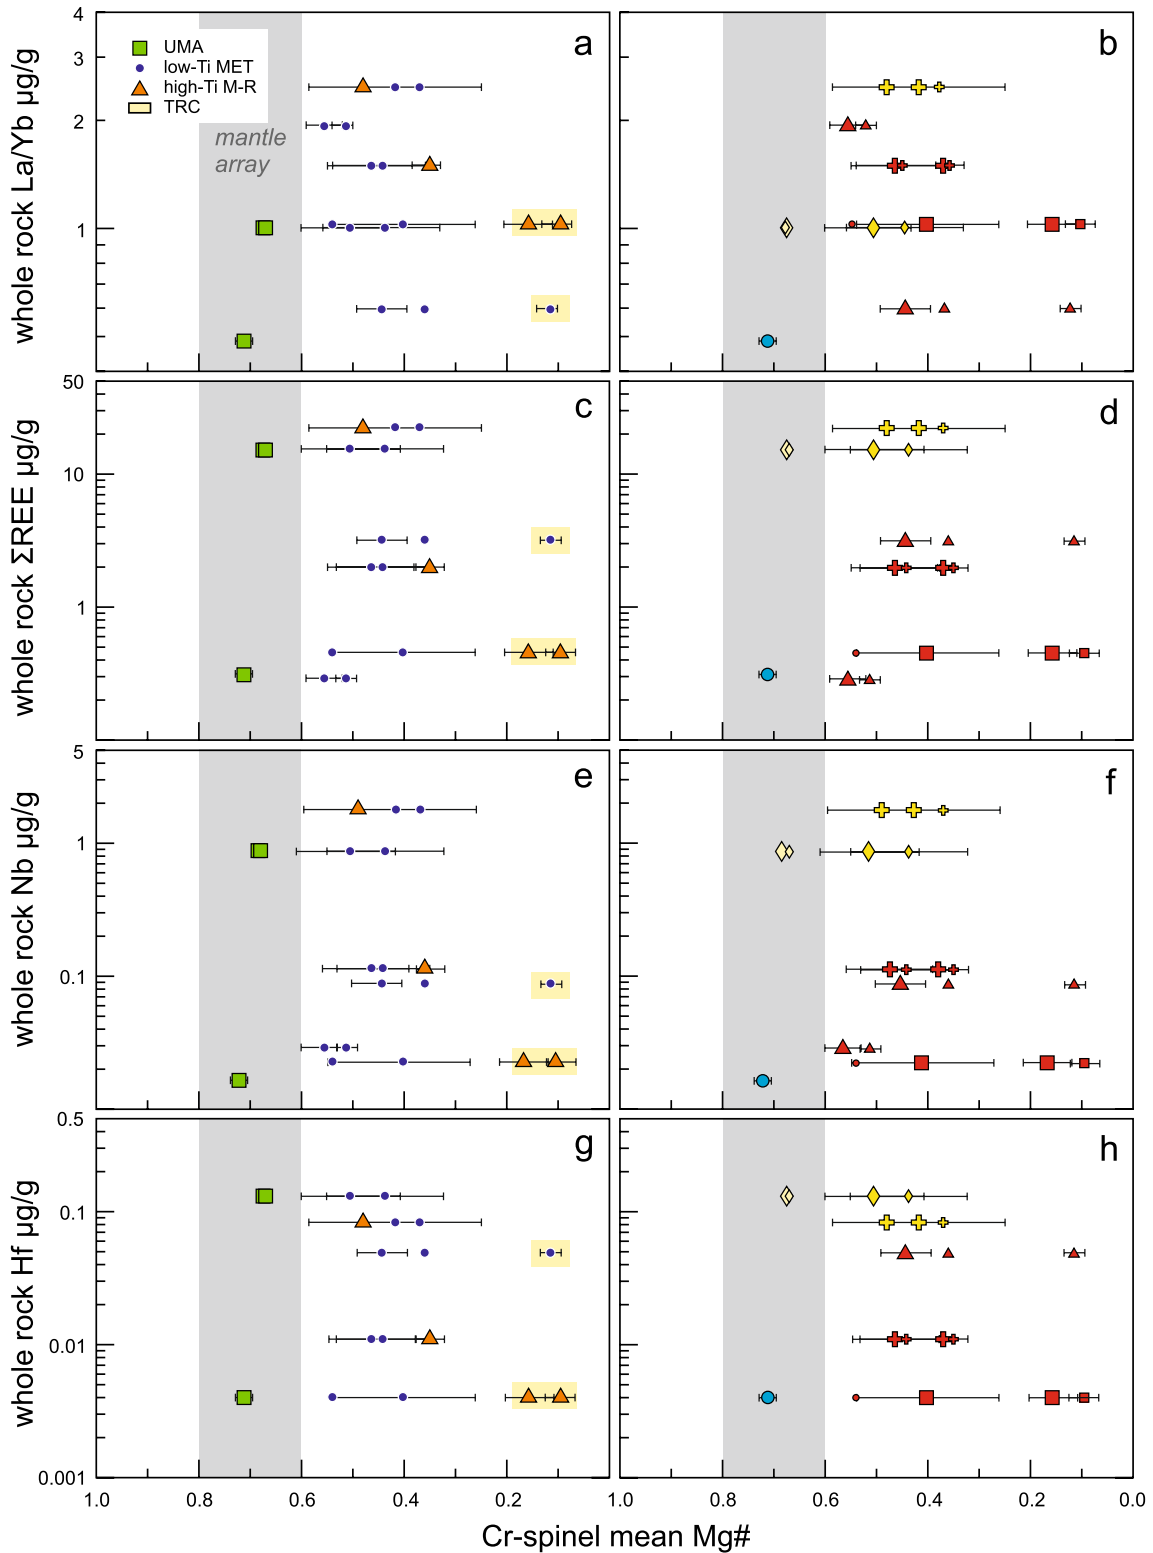 4
3
2
1
whole rock La/Yb µg/g
UMA
low-Ti MET
high-Ti M-R
TRC
mantle
array
a
b
50
10
1
whole rock ΣREE µg/g
c
d
5
1
0.1
whole rock Nb µg/g
e
f
0.5
0.1
0.01
0.001
whole rock Hf µg/g
g
h
1.0 0.8 0.6 0.4 0.2 1.0 0.8 0.6 0.4 0.2 0.0
Cr-spinel mean Mg#